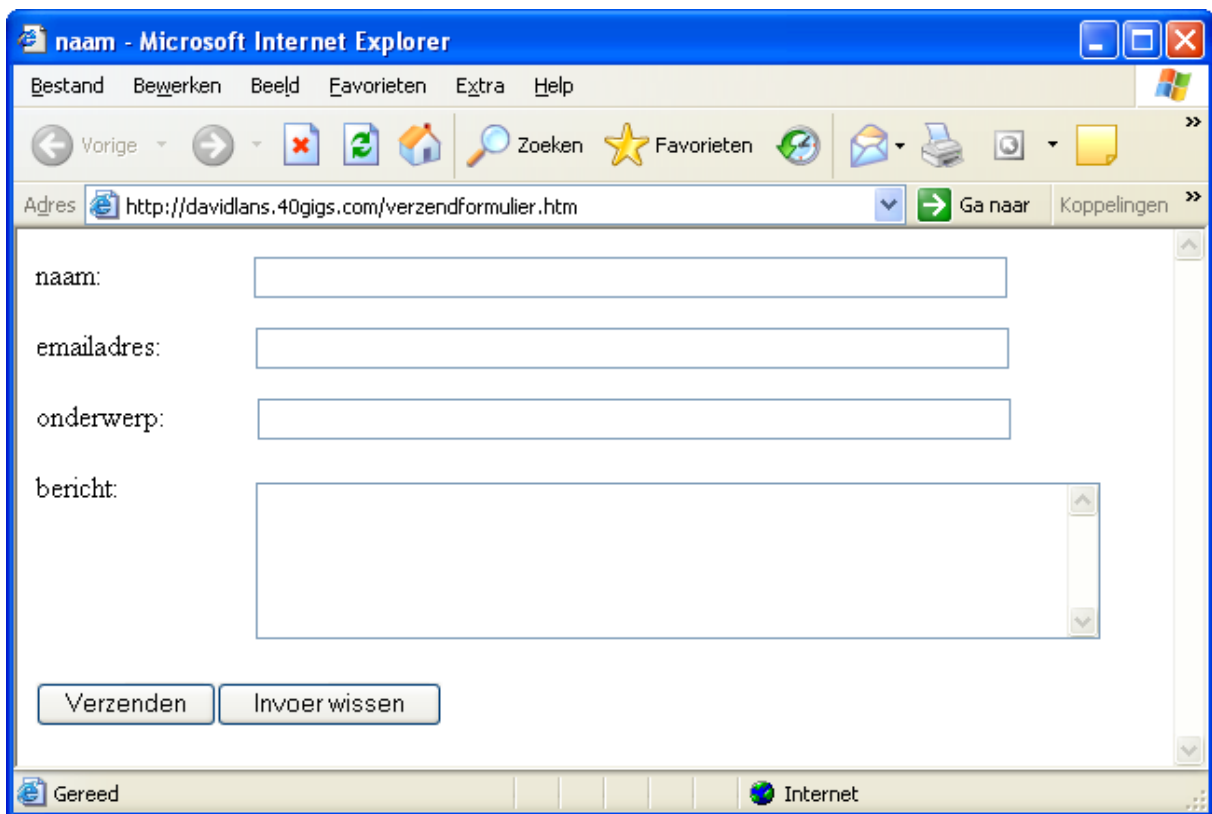 naam - Microsoft Internet Explorer
Bestand Bewerken Beeld Favorieten Extra Help
Vorige Zoeken Favorieten »
Adres http://davidlans.40gigs.com/verzendformulier.htm Ga naar Koppelingen »
naam:
emailadres:
onderwerp:
bericht:
Verzenden Invoer wissen
Gereed Internet